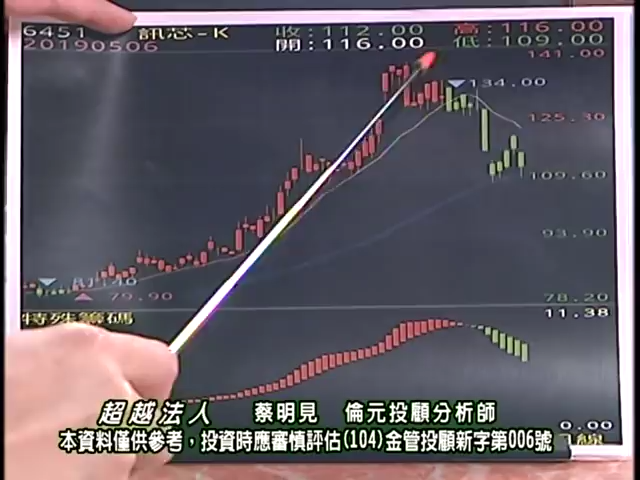 6451 訊芯-K 收:112.00 高:116.00
20190506 開:116.00 低:109.00
141.00
134.00
125.30
109.60
93.90
81.40
79.90
78.20
特殊籌碼 11.38
0.00
日線
超越法人 蔡明見 倫元投顧分析師
本資料僅供參考，投資時應審慎評估(104)金管投顧新字第006號